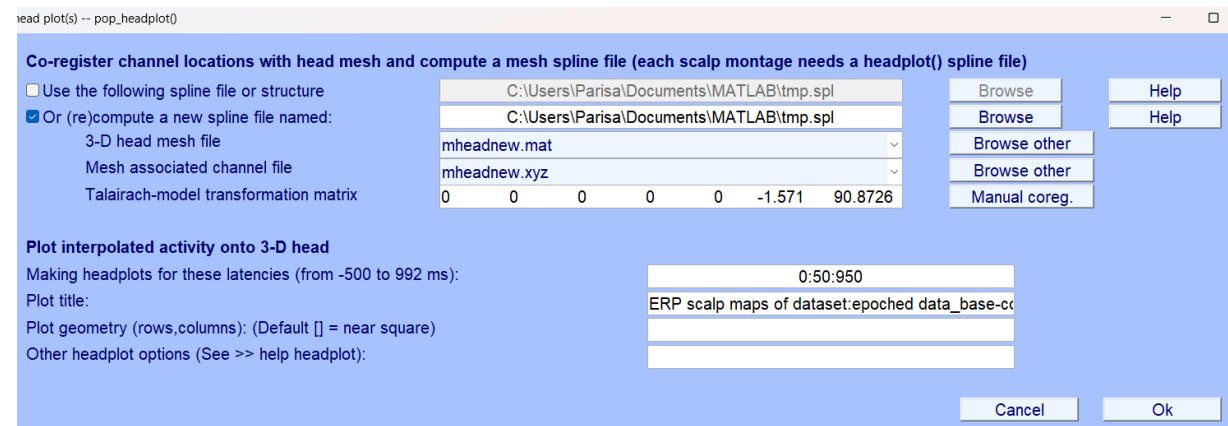 ead plot(s) -- pop_headplot()
Co-register channel locations with head mesh and compute a mesh spline file (each scalp montage needs a headplot() spline file)
Use the following spline file or structure C:\Users\Parisa\Documents\MATLAB\tmp.spl Browse Help
Or (re)compute a new spline file named: C:\Users\Parisa\Documents\MATLAB\tmp.spl Browse Help
3-D head mesh file mheadnew.mat Browse other
Mesh associated channel file mheadnew.xyz Browse other
Talairach-model transformation matrix 0 0 0 0 0 -1.571 90.8726 Manual coreg.
Plot interpolated activity onto 3-D head
Making headplots for these latencies (from -500 to 992 ms): 0:50:950
Plot title: ERP scalp maps of dataset:epoched data_base-co
Plot geometry (rows,columns): (Default [] = near square)
Other headplot options (See >> help headplot):
Cancel Ok